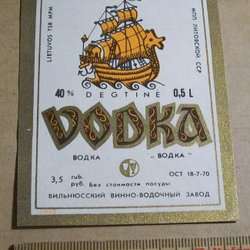 LIETUVOS TSR MPM
МПП ЛИТОВСКОЙ ССР
40 % DEGTINĖ 0,5 L
VODKA
ВОДКА „ВОДКА"
3,5 rub. руб. Без стоимости посуды ОСТ 18-7-70
ВИЛЬНЮССКИЙ ВИННО-ВОДОЧНЫЙ ЗАВОД